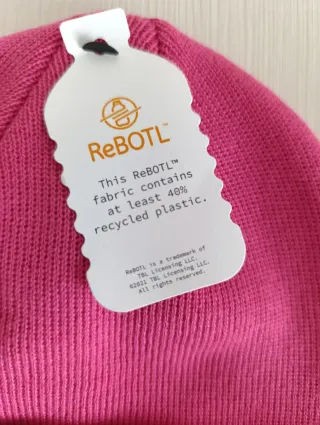 ReBOTL™
This ReBOTL™
fabric contains
at least 40%
recycled plastic.
ReBOTL is a trademark of
TBL Licensing LLC.
©2021 TBL Licensing LLC.
All rights reserved.